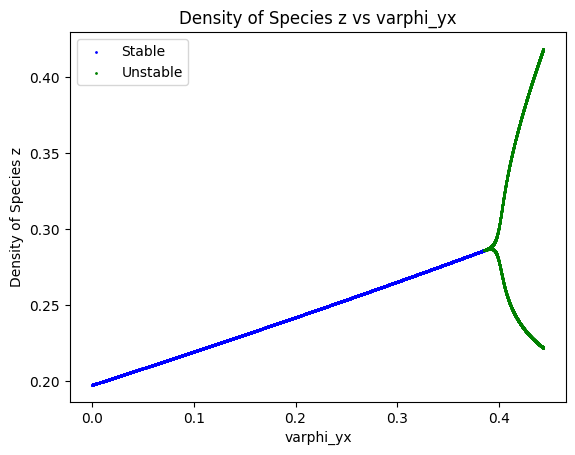 Density of Species z vs varphi_yx
Stable
Unstable
Density of Species z
0.40
0.35
0.30
0.25
0.20
0.0
0.1
0.2
0.3
0.4
varphi_yx